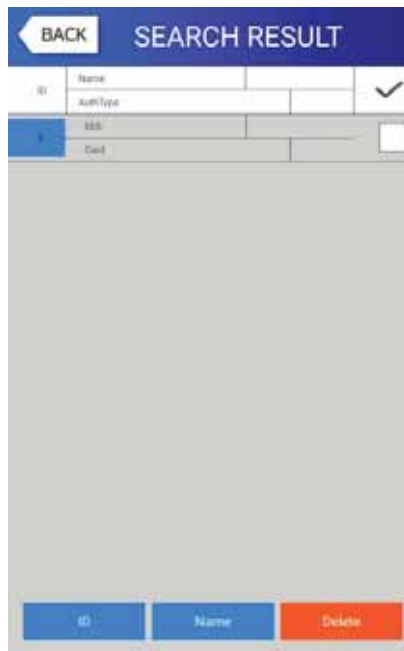 BACK SEARCH RESULT
ID Name
AuthType
Card
ID Name Delete